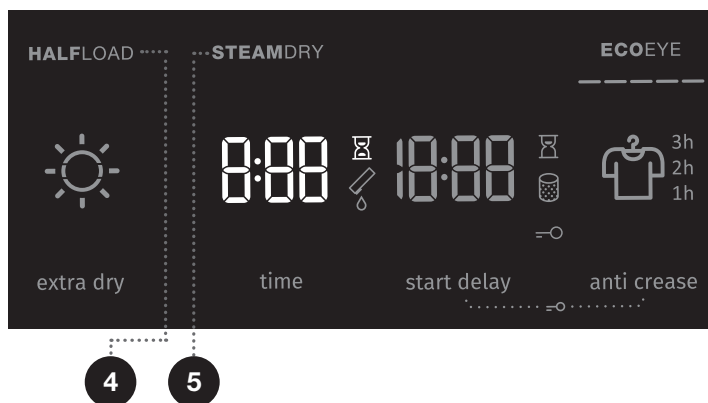 HALFLOAD
STEAMDRY
ECOEYE
8:88
18:88
3h
2h
1h
extra dry
time
start delay
anti crease
4
5